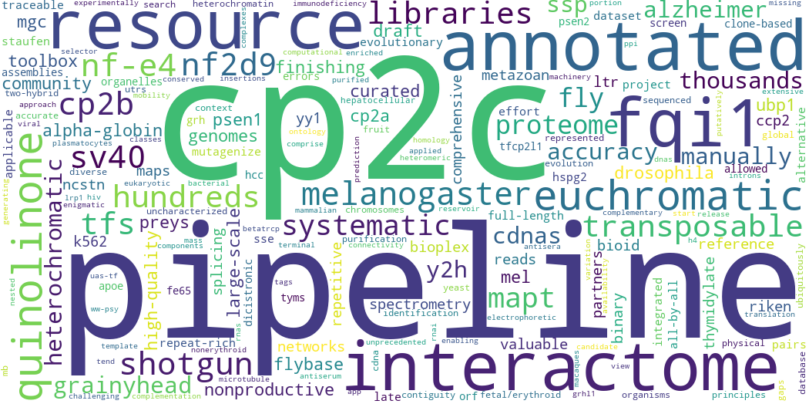 traceable
experimentally
search
heterochromatin
immunodeficiency
portion
missing
mgc
resource
complexes
libraries
ssp
alzheimer
psen2
clone-based
staufen
selector
draft
dataset
screen
domain
evolutionary
annotated
toolbox
nf-e4
nf2d9
finishing
computational
enriched
ppi
assemblies
organelles
conserved
insertions
errors
purified
machinery
metazoan
ltr
project
thousands
community
utrs
approach
mobility
curated
hepatocellular
comprehensive
fly
effort
sequenced
extensive
two-hybrid
cp2b
context
psen1
yy1
cp2a
cp2c
proteome
fqi1
ubp1
ccp2
viral
grh
ontology
fruit
represented
global
accurate
alpha-globin
genomes
homology
tfcp2l1
accuracy
manually
applicable
plasmatocytes
classes
mutagenize
comprise
prediction
applied
heteromeric
evolution
dnas
allowed
alternative
sv40
diverse
maps
hcc
hspg2
drosophila
ncstn
eukaryotic
bacterial
introns
quinolinone
lrp1
hiv
hundreds
melanogaster
euchromatic
enigmatic
uncharacterized
mammalian
chromosomes
reservoir
complementary
start
release
generating
tfs
preys
betatrcp
systematic
full-length
antisera
h4
cdnas
transposable
heterochromatic
k562
components
mass
sse
purification
connectivity
terminal
bioplex
bioid
reference
nested
uas-tf
apoe
fe65
high-quality
splicing
large-scale
dicistronic
tags
tyms
repetitive
y2h
reads
mel
yeast
partners
thymidylate
integrated
all-by-all
ubiquitously
pipeline
ww-psy
spectrometry
identification
mapt
electrophoretic
riken
binary
translation
template
repeat-rich
networks
unprecedented
rnai
enabling
valuable
candidate
physical
pairs
mb
tend
nonerythroid
flybase
cdna
macaques
view
shotgun
interactome
database
grainyhead
microtubule
antiserum
nonproductive
app
late
contiguity
orf
fetal/erythroid
grhl1
organisms
principles
gaps
challenging
complementation